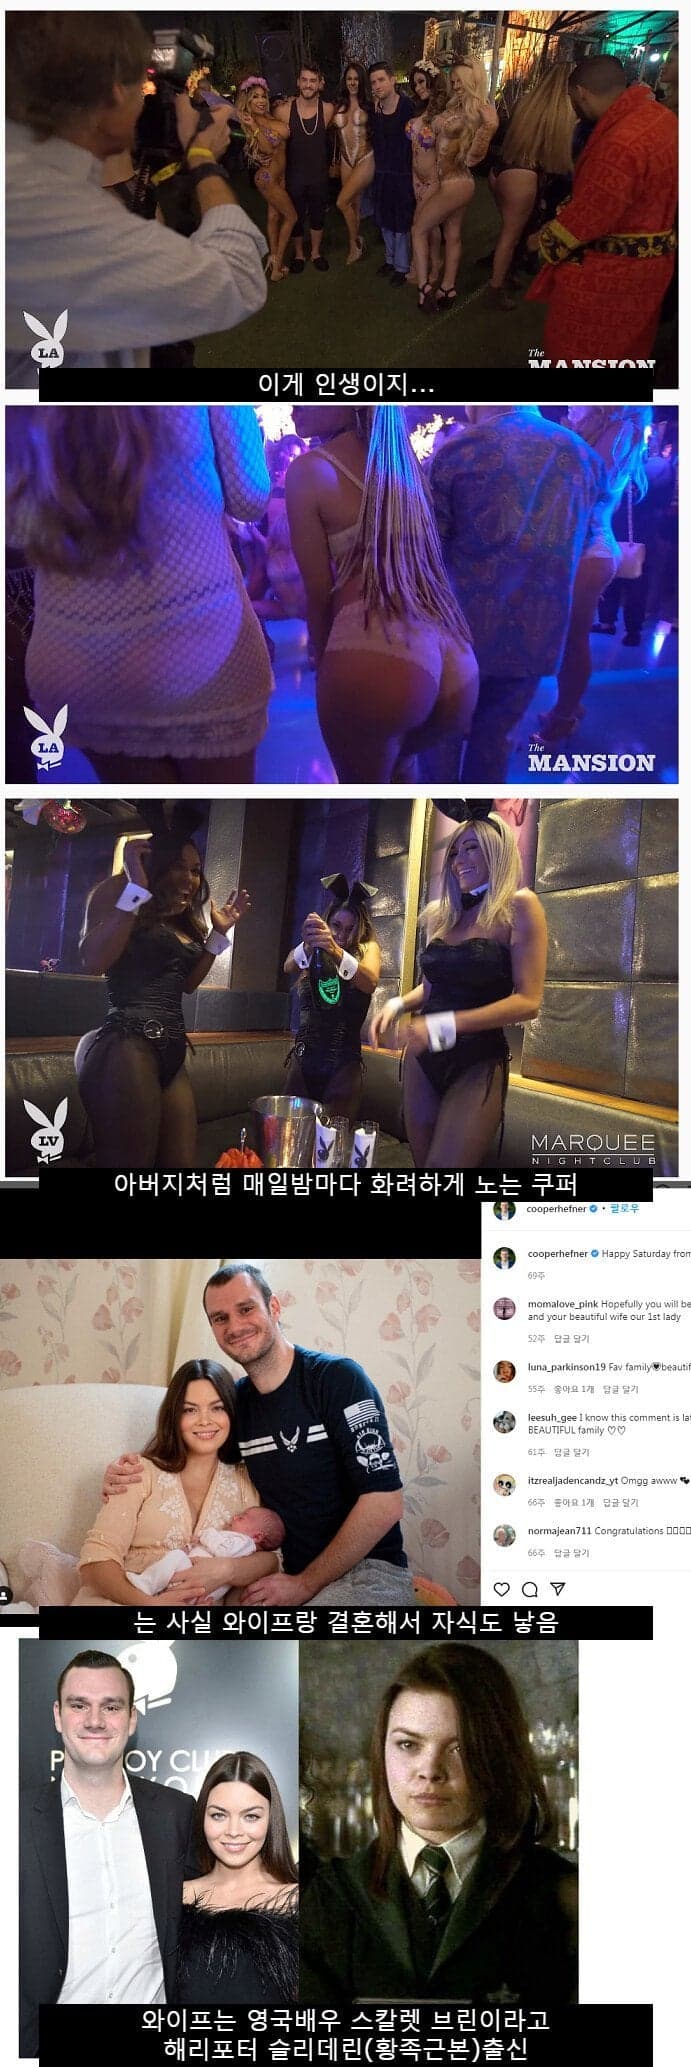 LA
The
MANSION
이게 인생이지...
LA
The
MANSION
LV
MARQUEE
NIGHTCLUB
아버지처럼 매일밤마다 화려하게 노는 쿠퍼
cooperhefner • 팔로우
cooperhefner Happy Saturday from
69주
momalove_pink Hopefully you will be
and your beautiful wife our 1st lady
52주 답글 달기
luna_parkinson19 Fav family🖤beautif
55주 좋아요 1개 답글 달기
leesuh_gee I know this comment is lat
BEAUTIFUL family ♡♡
61주 답글 달기
itzrealjadencandz_yt Omgg awww
66주 좋아요 1개 답글 달기
normajean711 Congratulations
66주 답글 달기
는 사실 와이프랑 결혼해서 자식도 낳음
와이프는 영국배우 스칼렛 브린이라고
해리포터 슬리데린(황족근본)출신